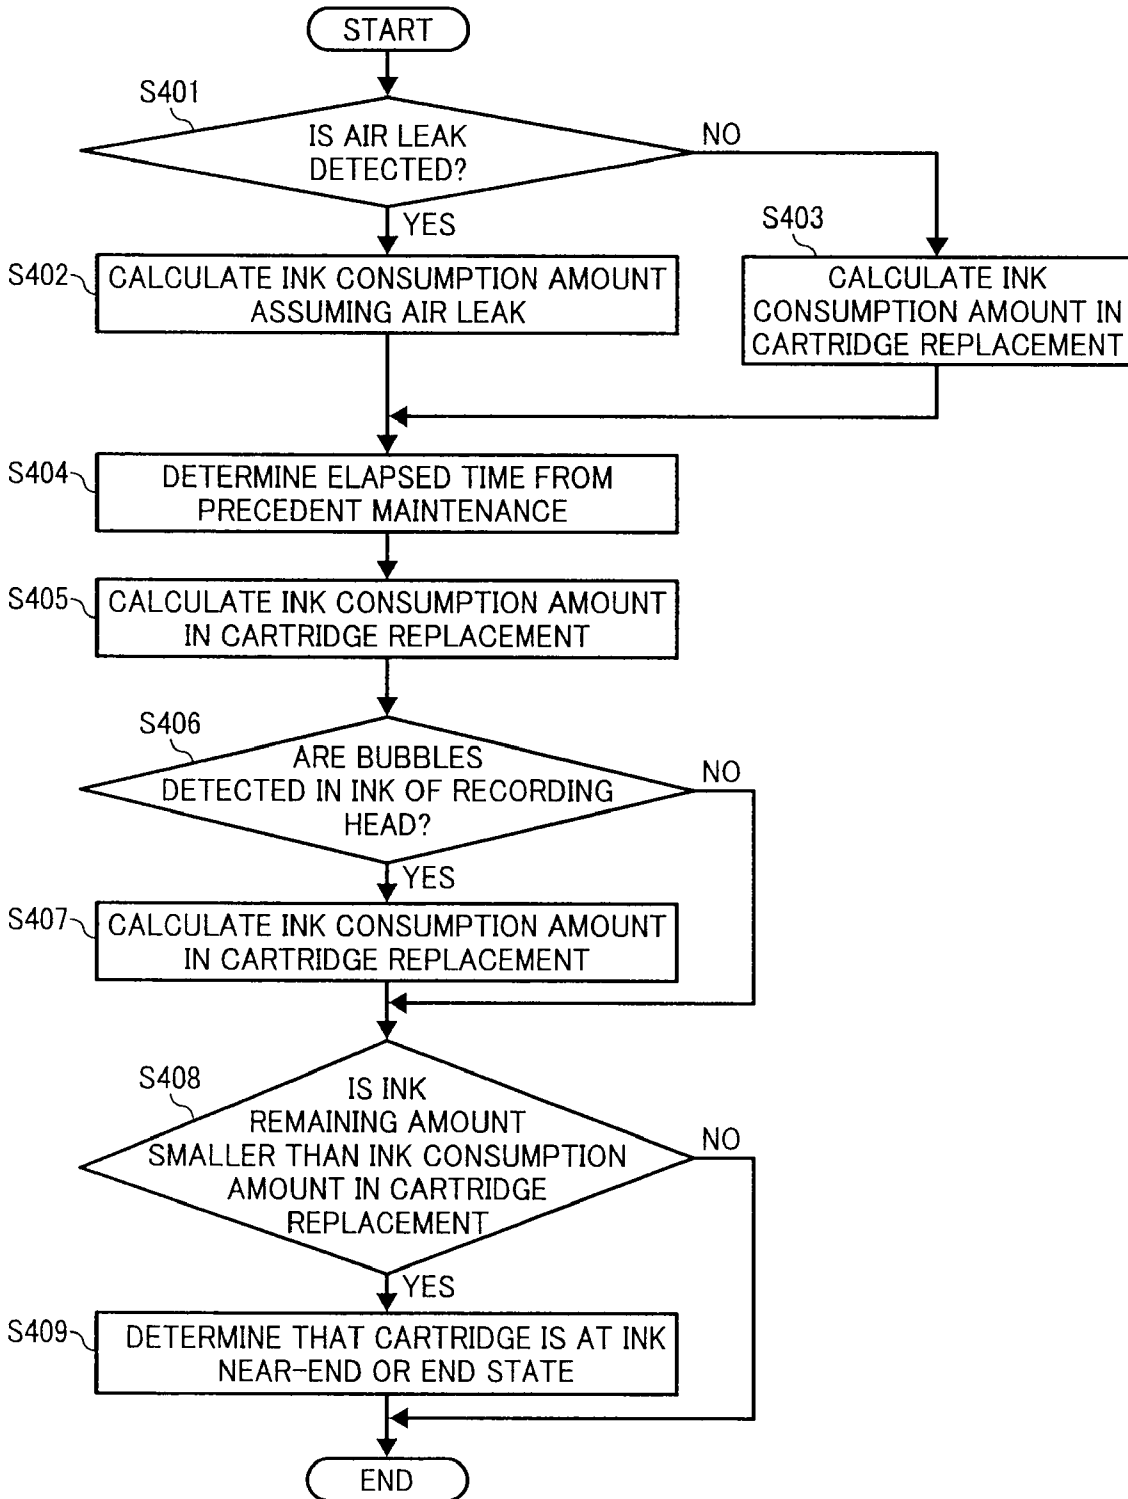 START
S401
IS AIR LEAK
DETECTED?
NO
YES
S403
S402
CALCULATE INK CONSUMPTION AMOUNT
ASSUMING AIR LEAK
CALCULATE INK
CONSUMPTION AMOUNT IN
CARTRIDGE REPLACEMENT
S404
DETERMINE ELAPSED TIME FROM
PRECEDENT MAINTENANCE
S405
CALCULATE INK CONSUMPTION AMOUNT
IN CARTRIDGE REPLACEMENT
S406
ARE BUBBLES
DETECTED IN INK OF RECORDING
HEAD?
NO
YES
S407
CALCULATE INK CONSUMPTION AMOUNT
IN CARTRIDGE REPLACEMENT
S408
IS INK
REMAINING AMOUNT
SMALLER THAN INK CONSUMPTION
AMOUNT IN CARTRIDGE
REPLACEMENT
NO
YES
S409
DETERMINE THAT CARTRIDGE IS AT INK
NEAR-END OR END STATE
END